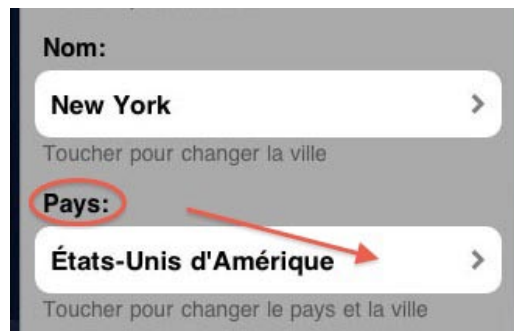 Nom:
New York
Toucher pour changer la ville
Pays:
États-Unis d'Amérique
Toucher pour changer le pays et la ville